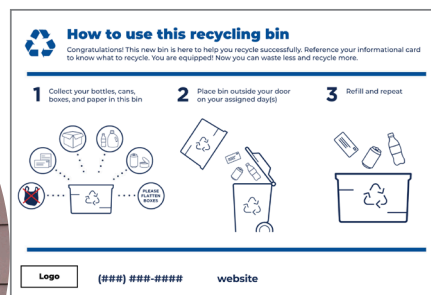 How to use this recycling bin
Congratulations! This new bin is here to help you recycle successfully. Reference your informational card
to know what to recycle. You are equipped! Now you can waste less and recycle more.
1 Collect your bottles, cans,
boxes, and paper in this bin
2 Place bin outside your door
on your assigned day(s)
3 Refill and repeat
PLEASE
FLATTEN
BOXES
Logo (###) ###-#### website